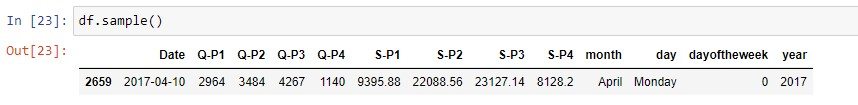 In [23]: df.sample()
Out[23]:
Date Q-P1 Q-P2 Q-P3 Q-P4 S-P1 S-P2 S-P3 S-P4 month day dayoftheweek year
2659 2017-04-10 2964 3484 4267 1140 9395.88 22088.56 23127.14 8128.2 April Monday 0 2017